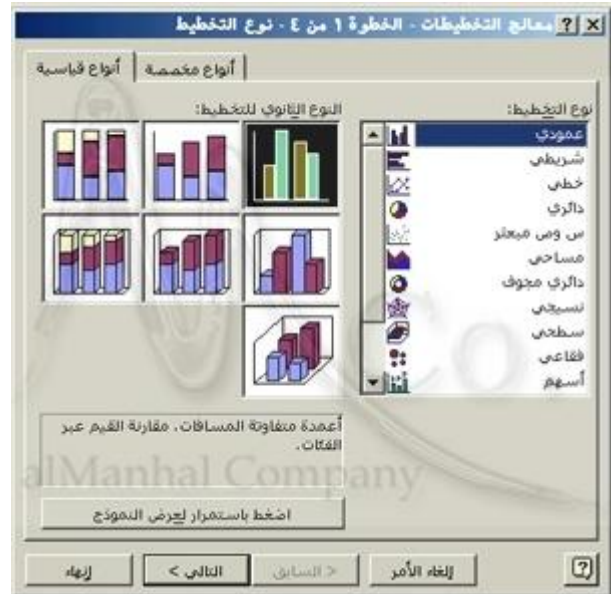 معالج التخطيطات - الخطوة ١ من ٤ - نوع التخطيط
أنواع قياسية
أنواع مخصصة
نوع التخطيط:
عمودي
شريطي
خطي
دائري
س وص مبعثر
مساحي
دائري مجوف
نسيجي
سطحي
فقاعي
أسهم
النوع الثانوي للتخطيط:
أعمدة متفاوتة المسافات، مقارنة القيم عبر
الفئات.
اضغط باستمرار لعرض النموذج
إلغاء الأمر
< السابق
التالي >
إنهاء
alManhal Company